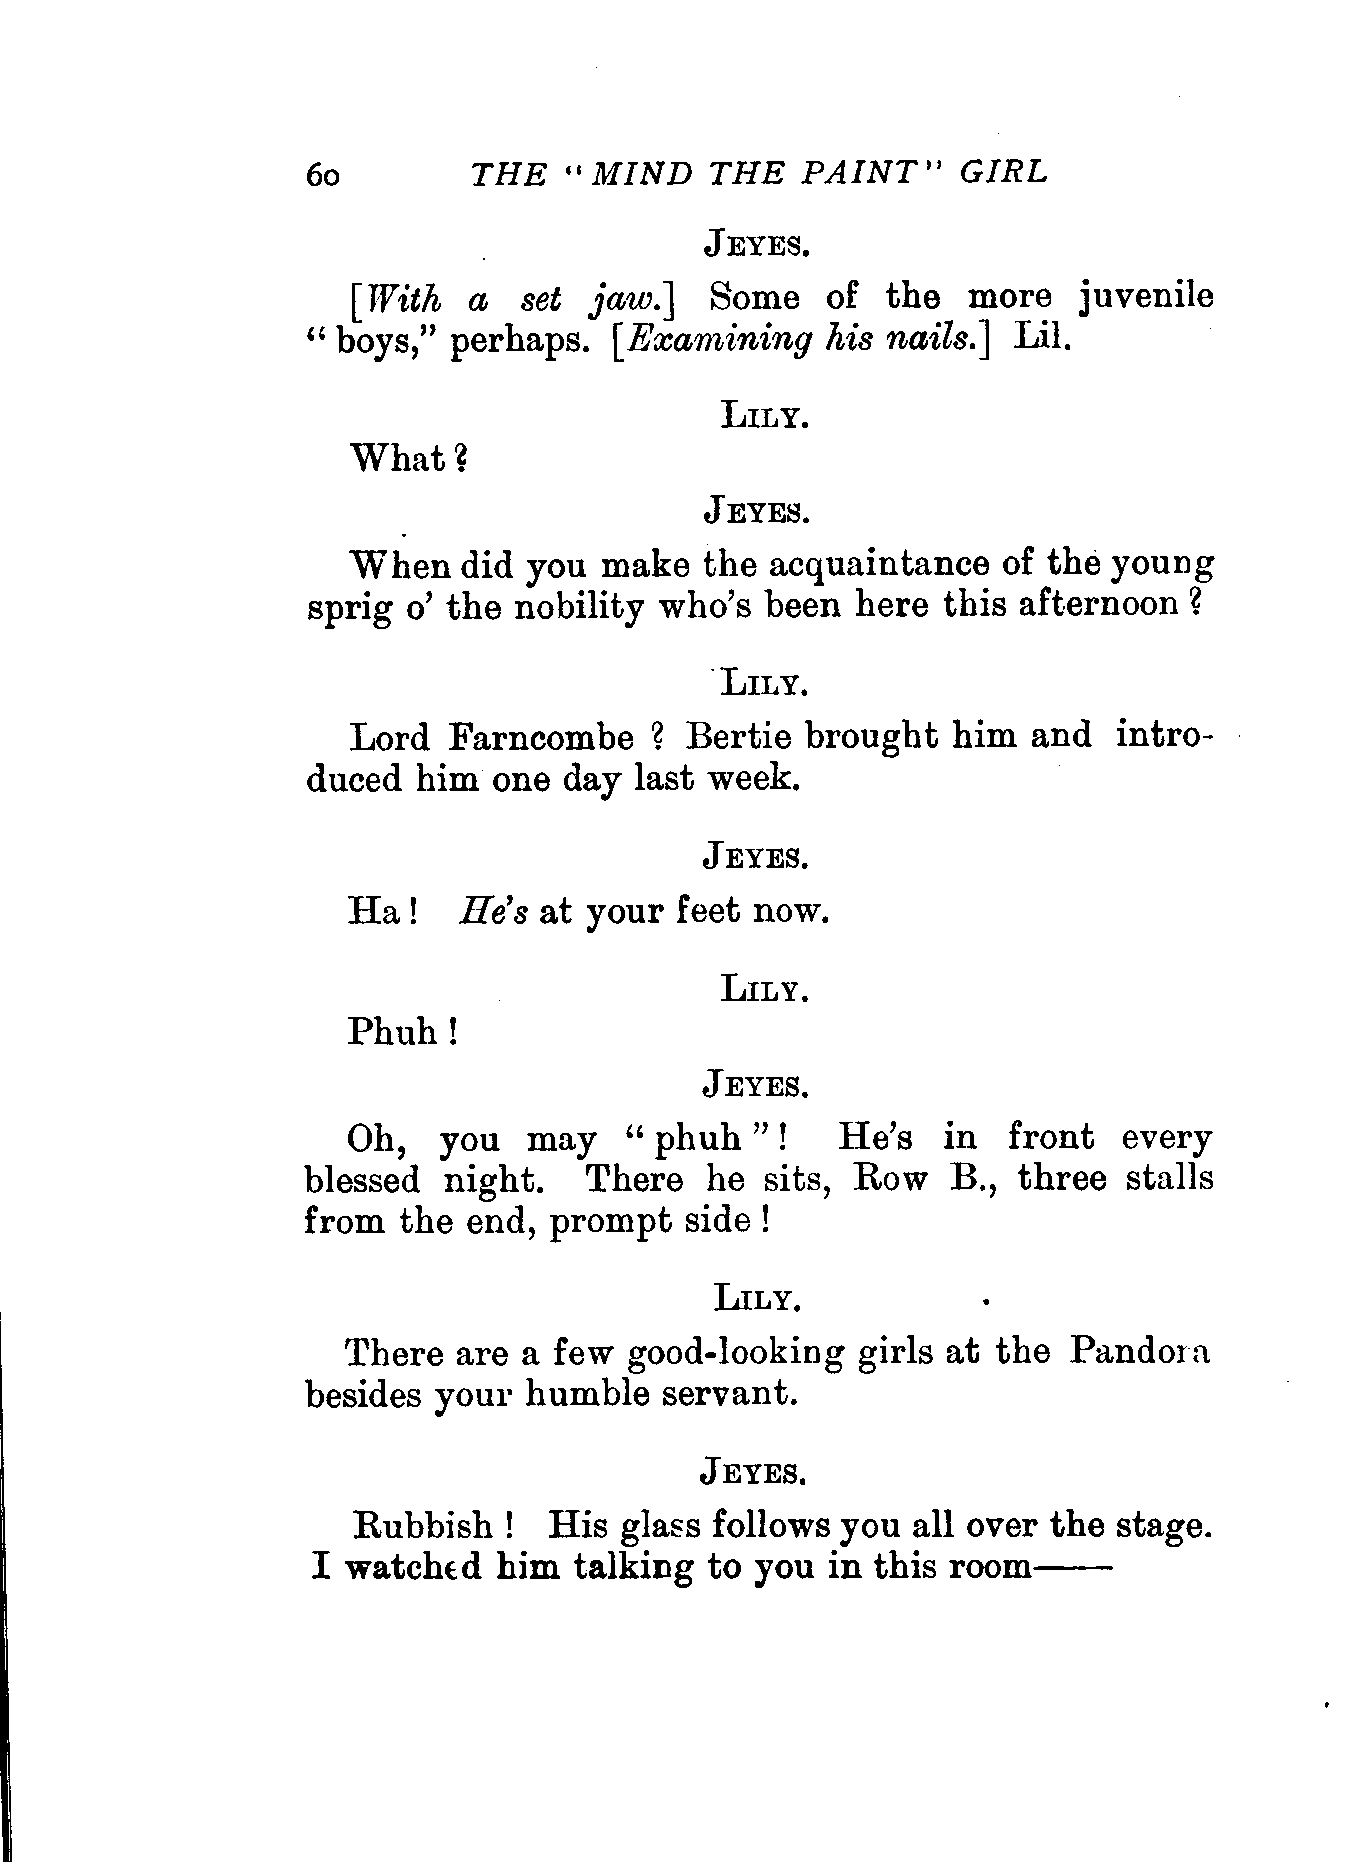 60 THE “MIND THE PAINT” GIRL
JEYES.
[With a set jaw.] Some of the more juvenile
“boys,” perhaps. [Examining his nails.] Lil.
LILY.
What?
JEYES.
When did you make the acquaintance of the young
sprig o’ the nobility who’s been here this afternoon?
LILY.
Lord Farncombe? Bertie brought him and intro-
duced him one day last week.
JEYES.
Ha! He’s at your feet now.
LILY.
Phuh!
JEYES.
Oh, you may “phuh”! He’s in front every
blessed night. There he sits, Row B., three stalls
from the end, prompt side!
LILY.
There are a few good-looking girls at the Pandora
besides your humble servant.
JEYES.
Rubbish! His glass follows you all over the stage.
I watched him talking to you in this room——